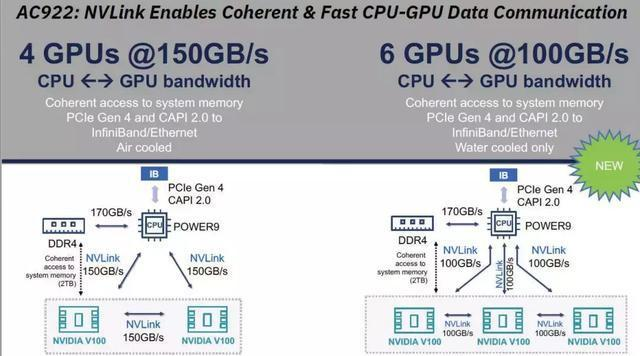 AC922: NVLink Enables Coherent & Fast CPU-GPU Data Communication
4 GPUs @150GB/s
CPU ←→ GPU bandwidth
Coherent access to system memory
PCIe Gen 4 and CAPI 2.0 to
InfiniBand/Ethernet
Air cooled
6 GPUs @100GB/s
CPU ←→ GPU bandwidth
Coherent access to system memory
PCIe Gen 4 and CAPI 2.0 to
InfiniBand/Ethernet
Water cooled only
NEW
IB
PCIe Gen 4
CAPI 2.0
170GB/s
CPU
POWER9
DDR4
Coherent
access to
system memory
(2TB)
NVLink
150GB/s
NVLink
150GB/s
NVIDIA V100
NVLink
150GB/s
NVIDIA V100
IB
PCIe Gen 4
CAPI 2.0
170GB/s
CPU
POWER9
DDR4
Coherent
access to
system memory
(2TB)
NVLink
100GB/s
NVLink
100GB/s
NVLink
100GB/s
NVIDIA V100
NVLink
100GB/s
NVIDIA V100
NVLink
100GB/s
NVIDIA V100